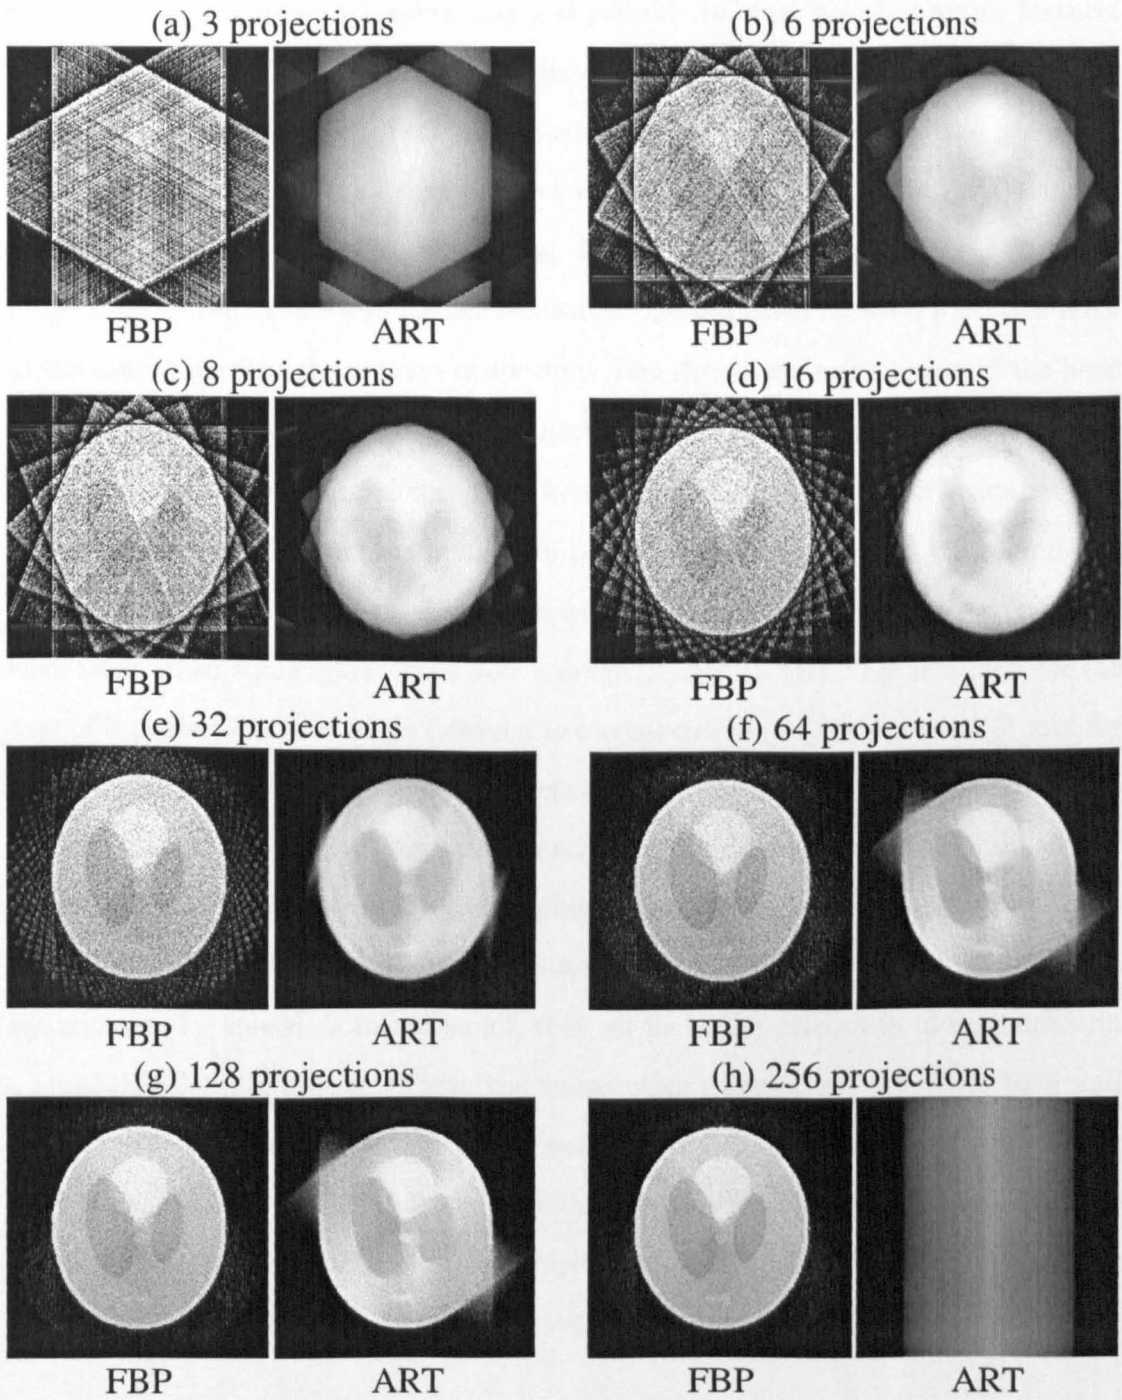 (a) 3 projections
(b) 6 projections
FBP
ART
FBP
ART
(c) 8 projections
(d) 16 projections
FBP
ART
FBP
ART
(e) 32 projections
(f) 64 projections
FBP
ART
FBP
ART
(g) 128 projections
(h) 256 projections
FBP
ART
FBP
ART